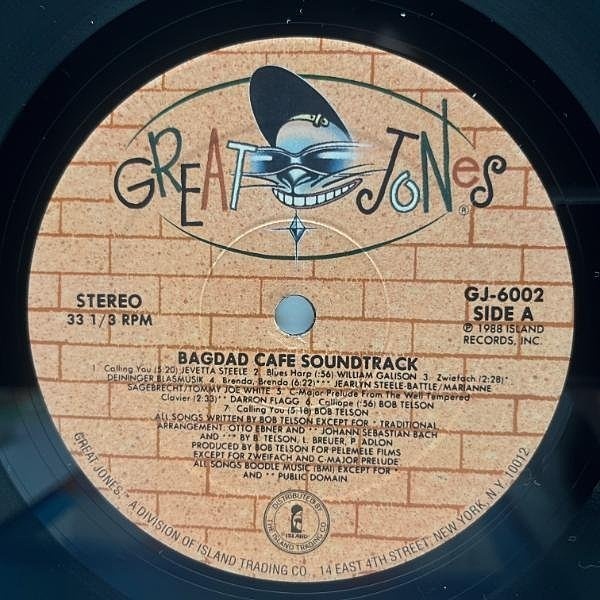 GREAT JONES
®
STEREO
33 1/3 RPM
GJ-6002
SIDE A
℗ 1988 ISLAND
RECORDS, INC.
BAGDAD CAFE SOUNDTRACK
1. Calling You (5:20) JEVETTA STEELE 2. Blues Harp (:56) WILLIAM GALISON 3. Zwiefach (2:28)*
DEININGER BLASMUSIK 4. Brenda, Brenda (6:22)*** JEARLYN STEELE-BATTLE/MARIANNE
SAGEBRECHT/TOMMY JOE WHITE 5. C-Major Prelude From The Well Tempered
Clavier (2:33)** DARRON FLAGG 6. Calliope (:56) BOB TELSON
7. Calling You (5:18) BOB TELSON
ALL SONGS WRITTEN BY BOB TELSON EXCEPT FOR * TRADITIONAL
ARRANGEMENT: OTTO EBNER AND ** JOHANN SEBASTIAN BACH
AND *** BY B. TELSON, L. BREUER, P. ADLON
PRODUCED BY BOB TELSON FOR PELEMELE FILMS
EXCEPT FOR ZWEIFACH AND C-MAJOR PRELUDE
ALL SONGS BOODLE MUSIC (BMI) EXCEPT FOR *
AND ** PUBLIC DOMAIN
DISTRIBUTED BY
THE ISLAND TRADING CO.
ISLAND
GREAT JONES - A DIVISION OF ISLAND TRADING CO., 14 EAST 4TH STREET, NEW YORK, N.Y. 10012